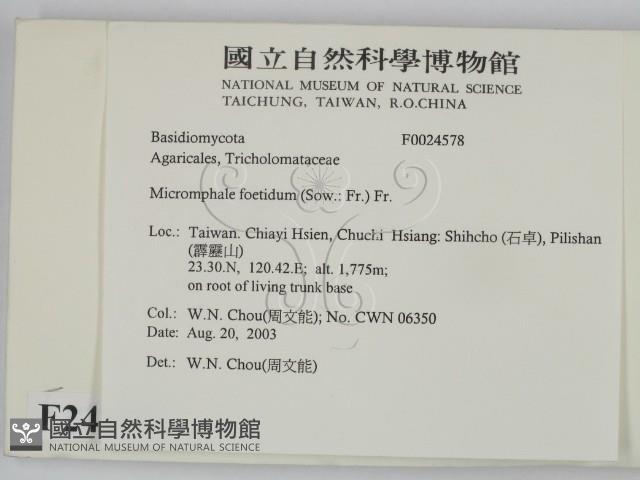 國立自然科學博物館
NATIONAL MUSEUM OF NATURAL SCIENCE
TAICHUNG, TAIWAN, R.O.CHINA
Basidiomycota F0024578
Agaricales, Tricholomataceae
Micromphale foetidum (Sow.: Fr.) Fr.
Loc.: Taiwan. Chiayi Hsien, Chuchi Hsiang: Shihcho (石卓), Pilishan
(霹靂山)
23.30.N, 120.42.E; alt. 1,775m;
on root of living trunk base
Col.: W.N. Chou(周文能); No. CWN 06350
Date: Aug. 20, 2003
Det.: W.N. Chou(周文能)
F24
國立自然科學博物館
NATIONAL MUSEUM OF NATURAL SCIENCE